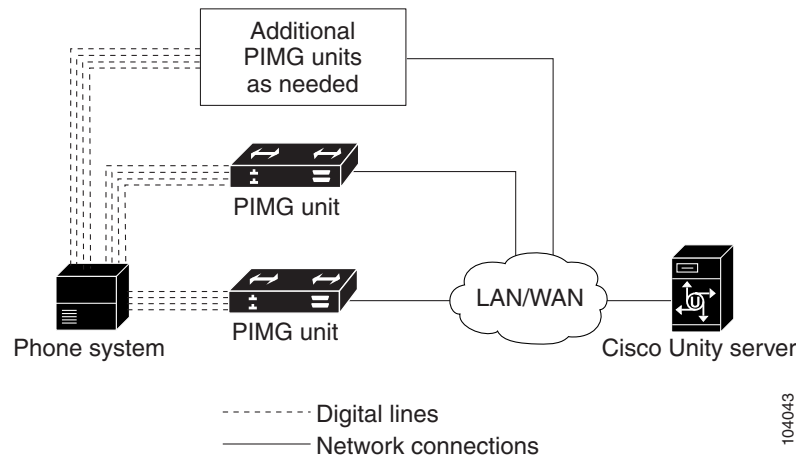 Additional
PIMG units
as needed
PIMG unit
PIMG unit
LAN/WAN
U
Phone system
Cisco Unity server
Digital lines
Network connections
104043